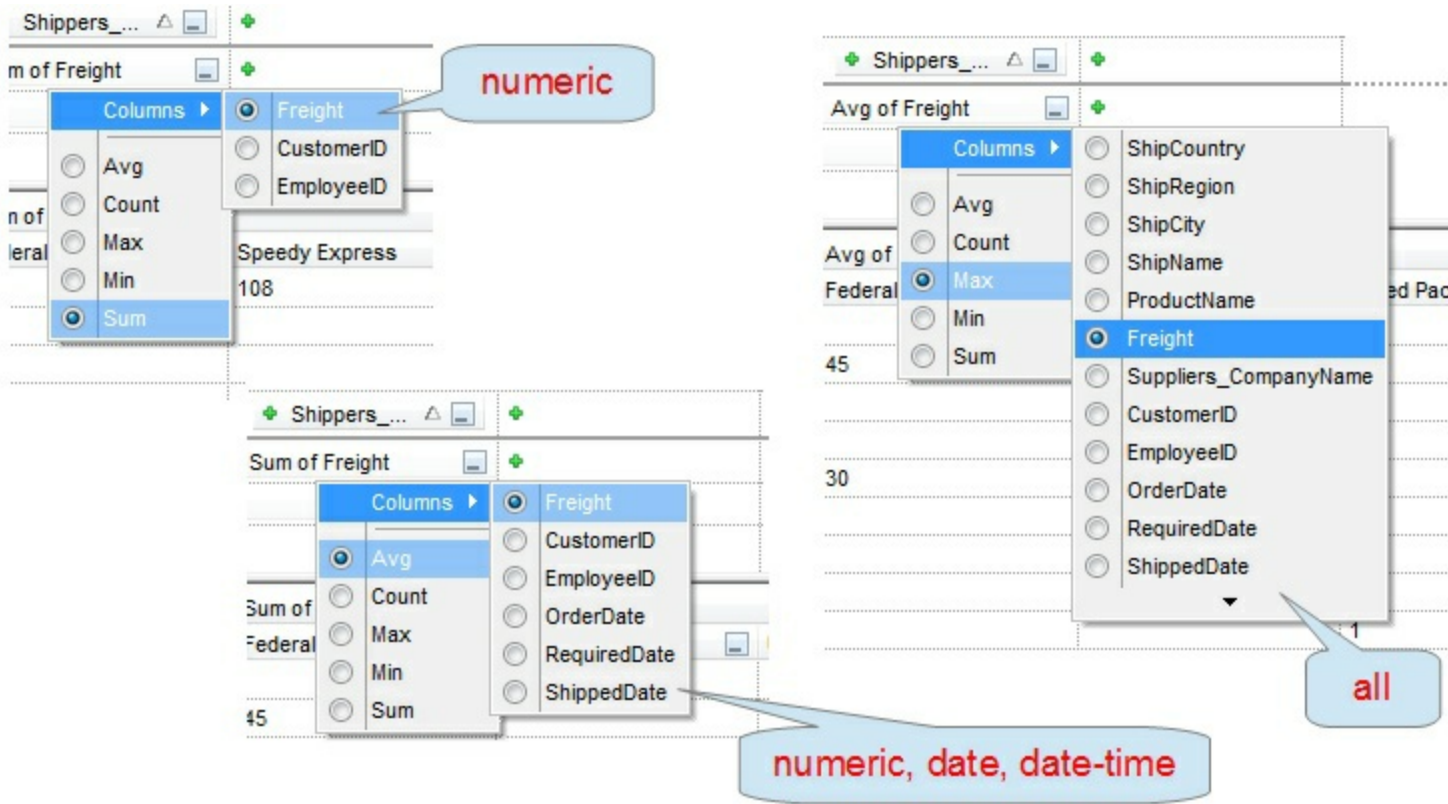 Shippers_...
m of Freight
Columns
Freight
CustomerID
EmployeeID
Avg
Count
Max
Min
Sum
n of
leral
Speedy Express
108
numeric
Shippers_...
Sum of Freight
Columns
Freight
CustomerID
EmployeeID
OrderDate
RequiredDate
ShippedDate
Avg
Count
Max
Min
Sum
Sum of
Federal
45
numeric, date, date-time
Shippers_...
Avg of Freight
Columns
ShipCountry
ShipRegion
ShipCity
ShipName
ProductName
Freight
Suppliers_CompanyName
CustomerID
EmployeeID
OrderDate
RequiredDate
ShippedDate
Avg
Count
Max
Min
Sum
Avg of
Federal
ed Pac
45
30
1
all